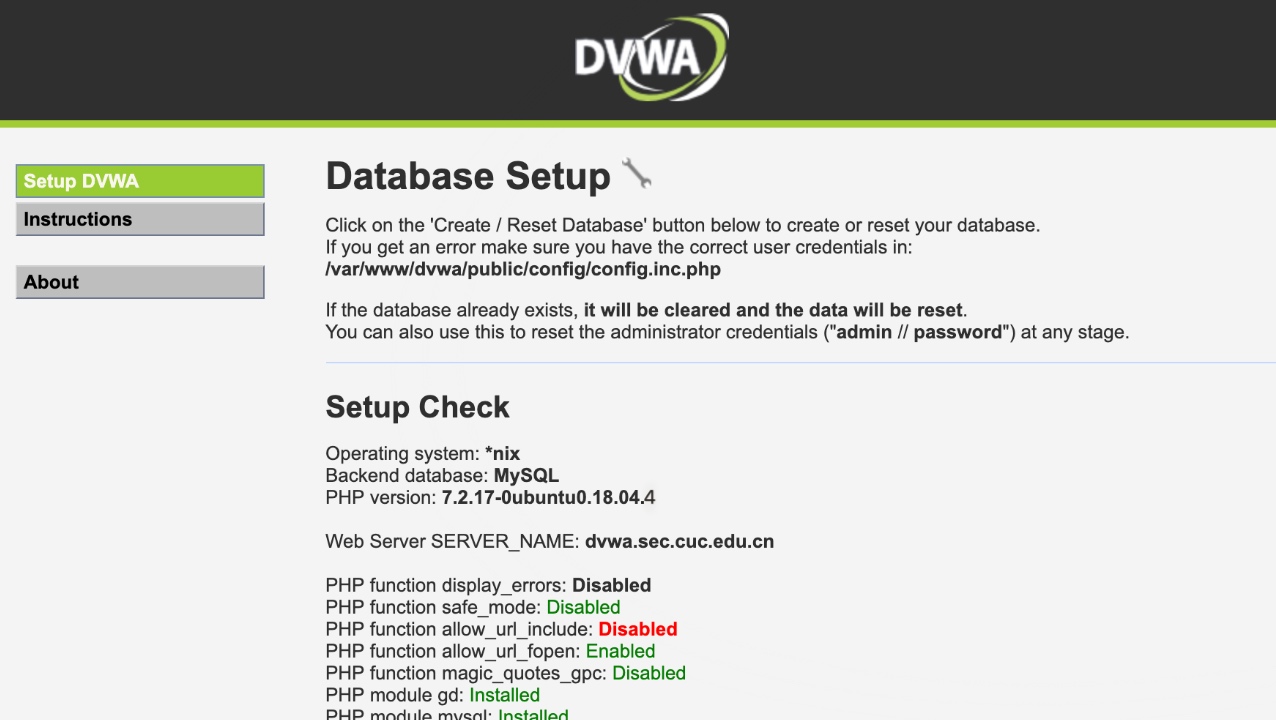 DVWA
Setup DVWA
Instructions
About
Database Setup
Click on the 'Create / Reset Database' button below to create or reset your database.
If you get an error make sure you have the correct user credentials in:
/var/www/dvwa/public/config/config.inc.php
If the database already exists, it will be cleared and the data will be reset.
You can also use this to reset the administrator credentials ("admin // password") at any stage.
Setup Check
Operating system: *nix
Backend database: MySQL
PHP version: 7.2.17-0ubuntu0.18.04.4
Web Server SERVER_NAME: dvwa.sec.cuc.edu.cn
PHP function display_errors: Disabled
PHP function safe_mode: Disabled
PHP function allow_url_include: Disabled
PHP function allow_url_fopen: Enabled
PHP function magic_quotes_gpc: Disabled
PHP module gd: Installed
PHP module mysql: Installed